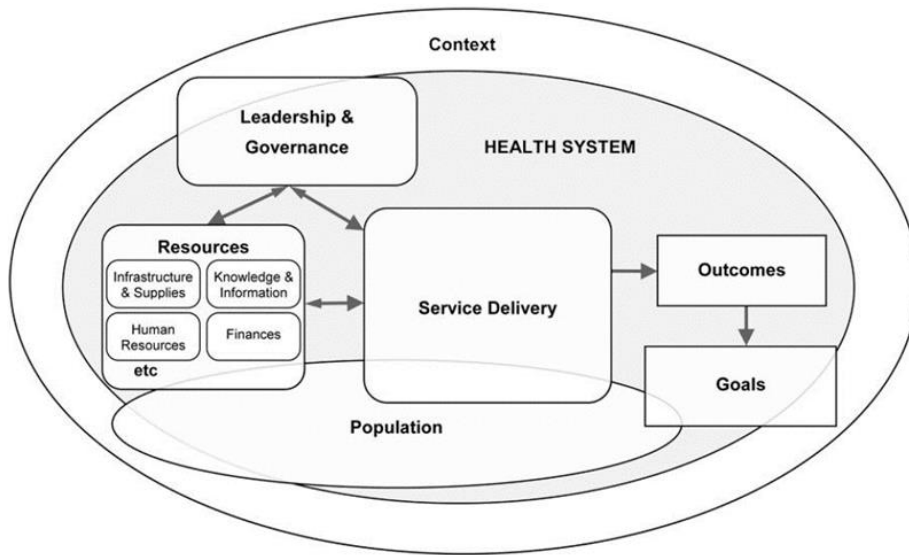 Context
Leadership &
Governance
HEALTH SYSTEM
Resources
Infrastructure
& Supplies
Knowledge &
Information
Human
Resources
Finances
etc
Service Delivery
Outcomes
Goals
Population